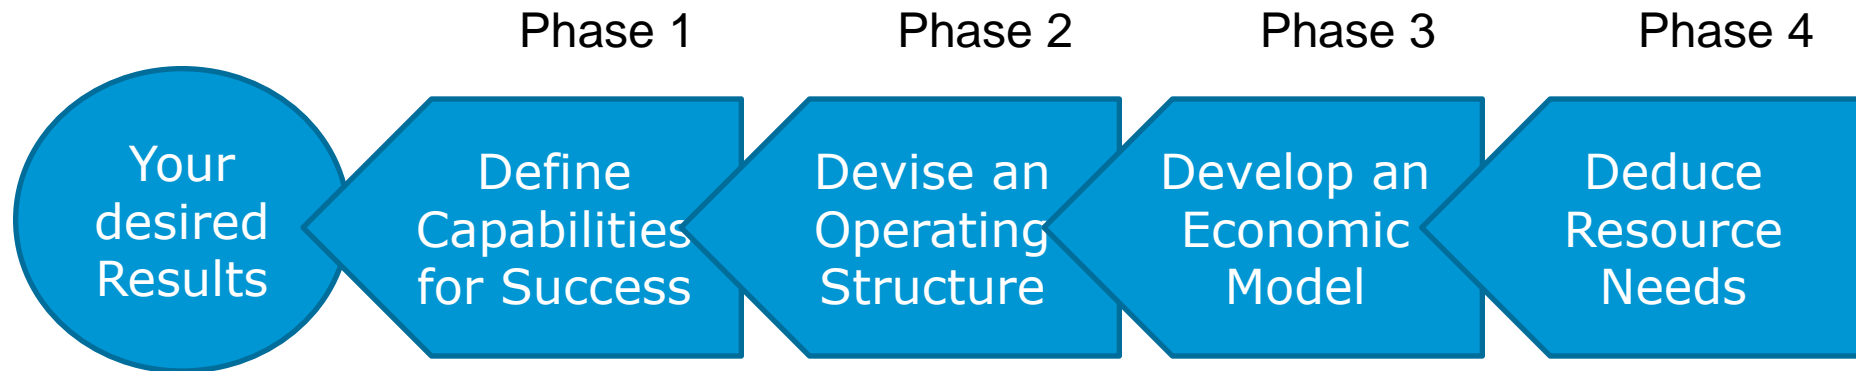 Phase 1
Phase 2
Phase 3
Phase 4
Your
desired
Results
Define
Capabilities
for Success
Devise an
Operating
Structure
Develop an
Economic
Model
Deduce
Resource
Needs